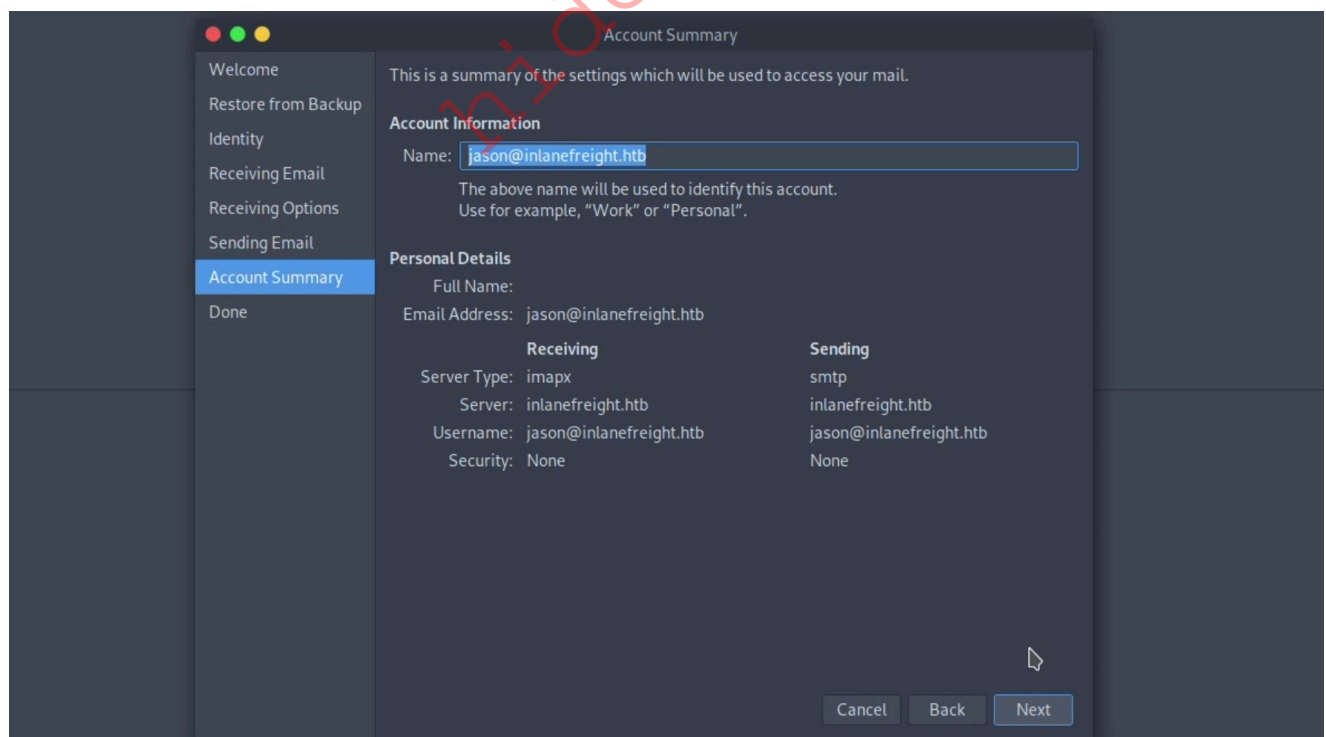 Account Summary
Welcome
Restore from Backup
Identity
Receiving Email
Receiving Options
Sending Email
Account Summary
Done
This is a summary of the settings which will be used to access your mail.
Account Information
Name: jason@inlanefreight.htb
The above name will be used to identify this account.
Use for example, “Work” or “Personal”.
Personal Details
Full Name:
Email Address: jason@inlanefreight.htb
Receiving Sending
Server Type: imapx smtp
Server: inlanefreight.htb inlanefreight.htb
Username: jason@inlanefreight.htb jason@inlanefreight.htb
Security: None None
Cancel Back Next